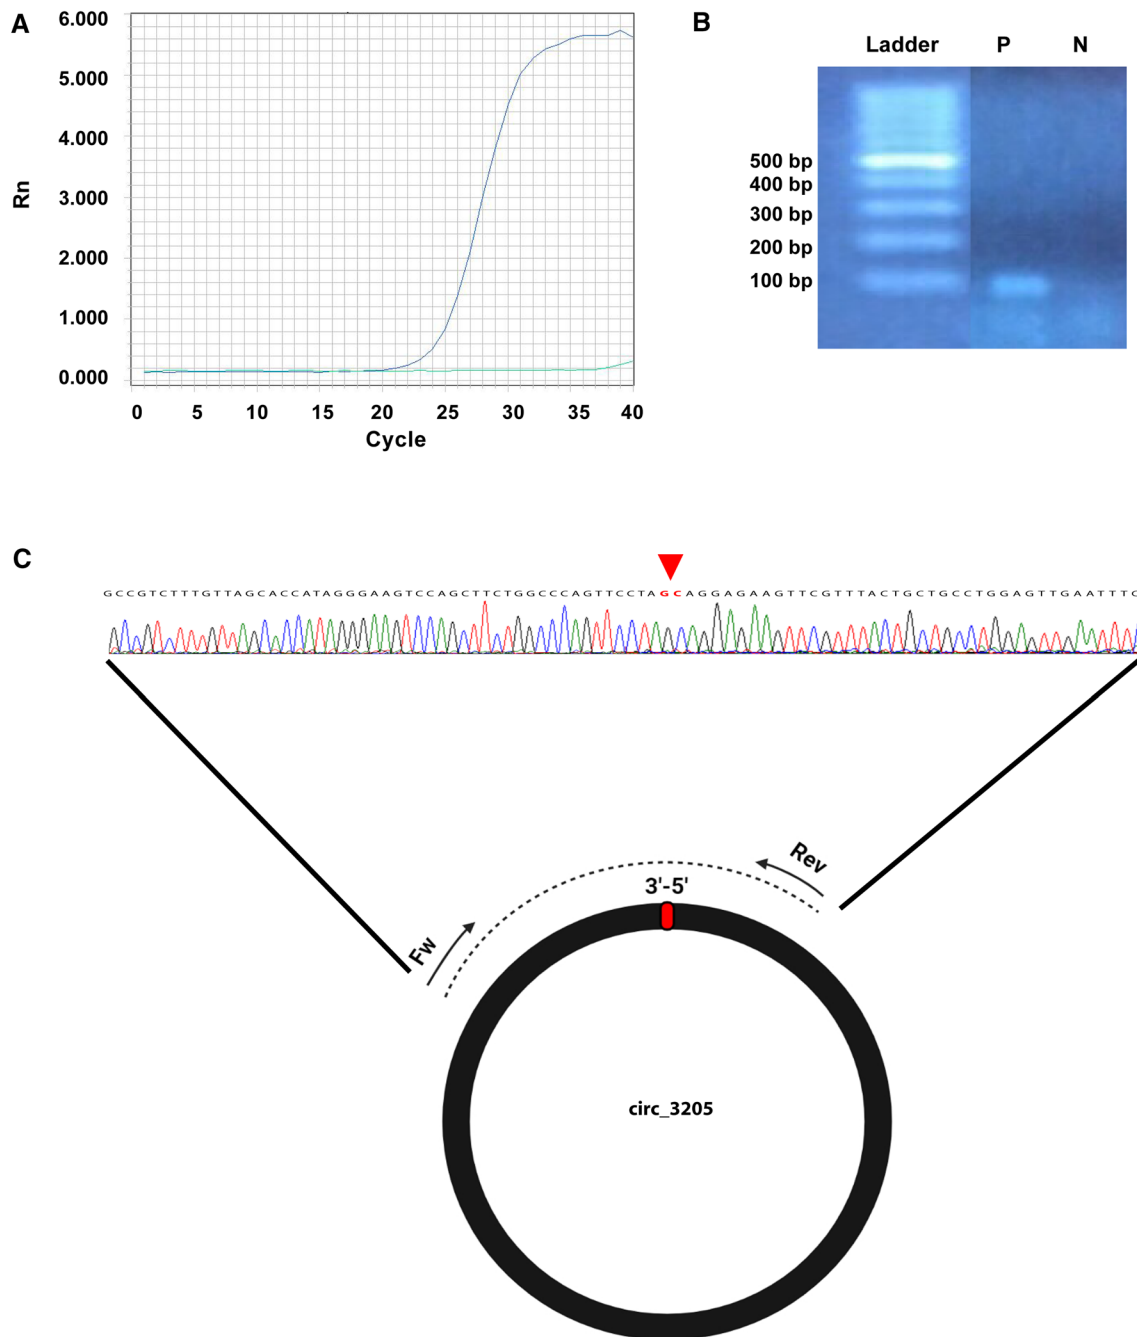 A
6.000
5.000
4.000
3.000
2.000
1.000
0.000
Rn
0 5 10 15 20 25 30 35 40
Cycle
B
Ladder P N
500 bp
400 bp
300 bp
200 bp
100 bp
C
GCCGTCTTTGTTAGCACCATAGGGAAGTCCAGCTTCTGGCCCAGTTCCTAGCAGGAGAAGTTCGTTTACTGCTGCCTGGAGTTGAATTTC
Fw
3'-5'
Rev
circ_3205